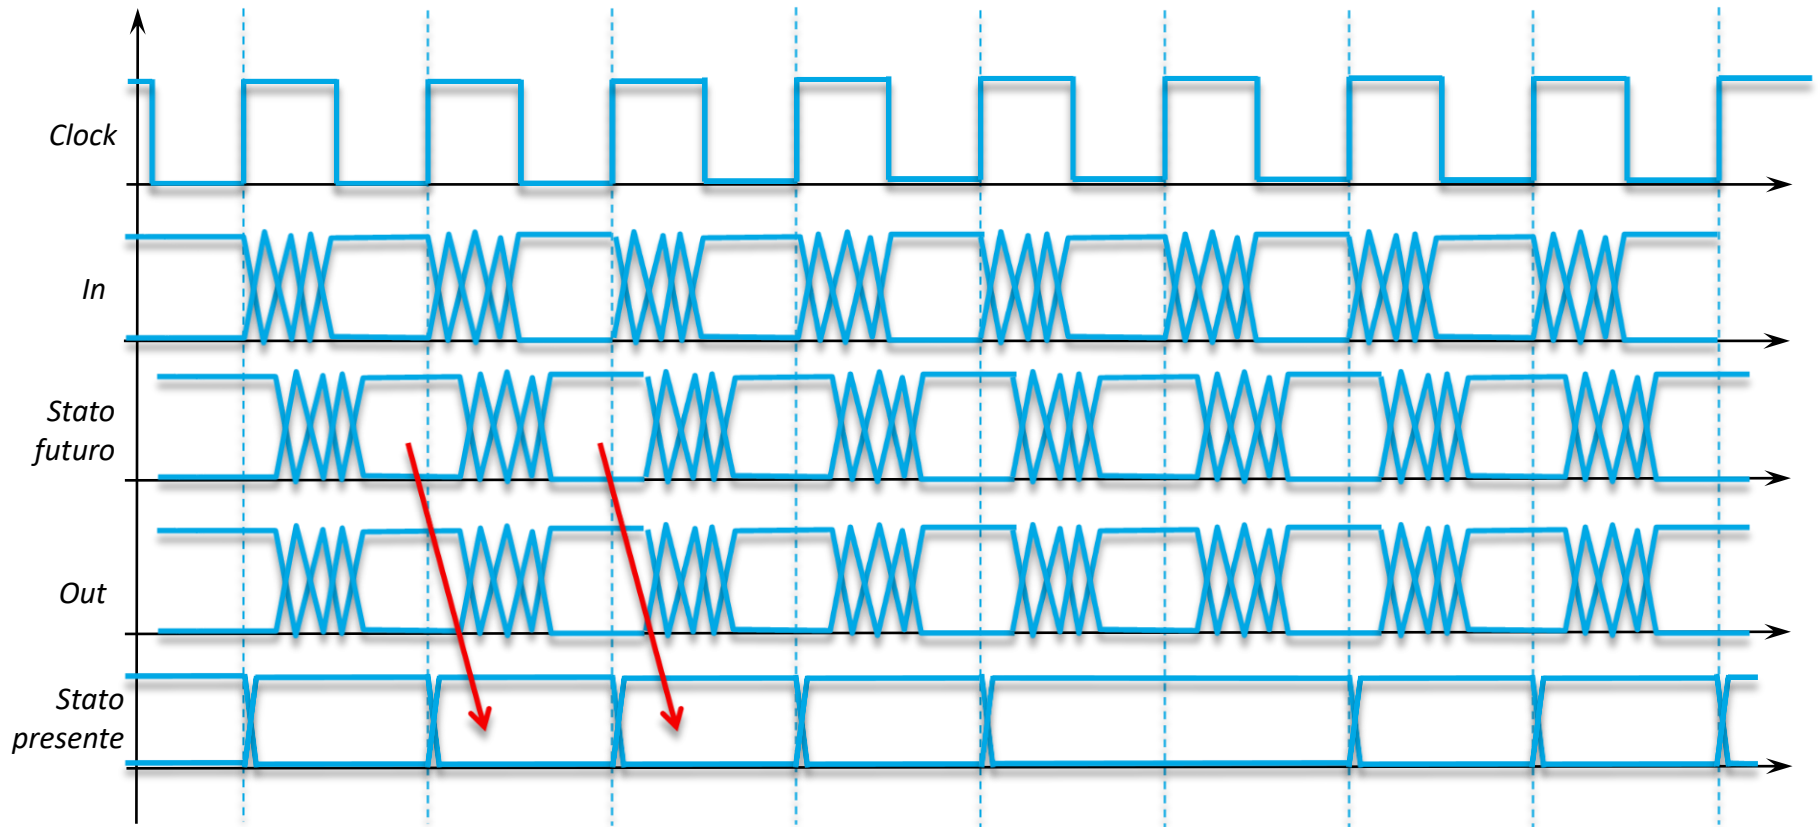 Clock
In
Stato
futuro
Out
Stato
presente